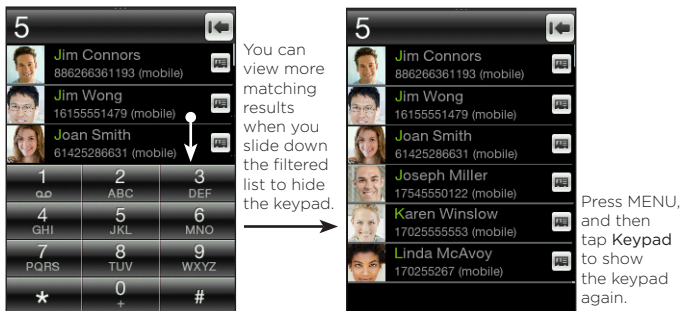 5
Jim Connors
886266361193 (mobile)
Jim Wong
16155551479 (mobile)
Joan Smith
61425286631 (mobile)
1
2
ABC
3
DEF
4
GHI
5
JKL
6
MNO
7
PQRS
8
TUV
9
WXYZ
*
0
+
#
You can
view more
matching
results
when you
slide down
the filtered
list to hide
the keypad.
5
Jim Connors
886266361193 (mobile)
Jim Wong
16155551479 (mobile)
Joan Smith
61425286631 (mobile)
Joseph Miller
17545550122 (mobile)
Karen Winslow
17025555553 (mobile)
Linda McAvoy
170255267 (mobile)
Press MENU,
and then
tap Keypad
to show
the keypad
again.